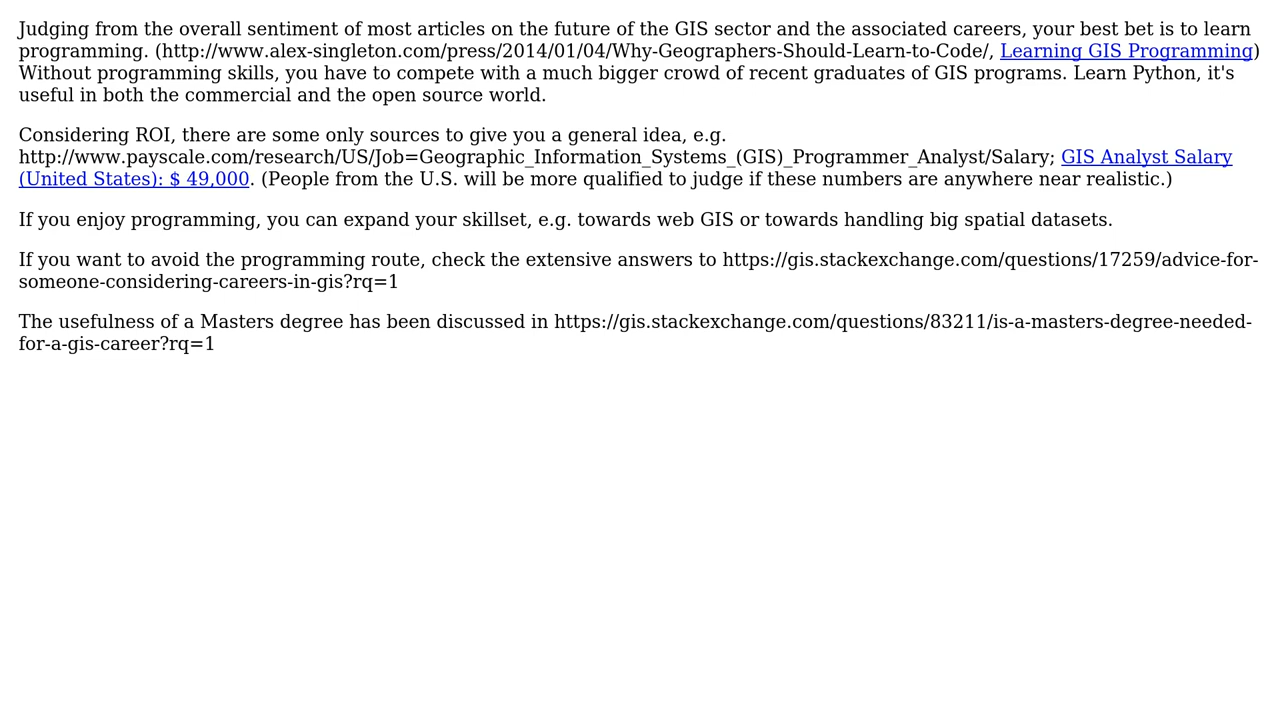 Judging from the overall sentiment of most articles on the future of the GIS sector and the associated careers, your best bet is to learn
programming. (http://www.alex-singleton.com/press/2014/01/04/Why-Geographers-Should-Learn-to-Code/, Learning GIS Programming)
Without programming skills, you have to compete with a much bigger crowd of recent graduates of GIS programs. Learn Python, it's
useful in both the commercial and the open source world.
Considering ROI, there are some only sources to give you a general idea, e.g.
http://www.payscale.com/research/US/Job=Geographic_Information_Systems_(GIS)_Programmer_Analyst/Salary; GIS Analyst Salary
(United States): $ 49,000. (People from the U.S. will be more qualified to judge if these numbers are anywhere near realistic.)
If you enjoy programming, you can expand your skillset, e.g. towards web GIS or towards handling big spatial datasets.
If you want to avoid the programming route, check the extensive answers to https://gis.stackexchange.com/questions/17259/advice-for-
someone-considering-careers-in-gis?rq=1
The usefulness of a Masters degree has been discussed in https://gis.stackexchange.com/questions/83211/is-a-masters-degree-needed-
for-a-gis-career?rq=1